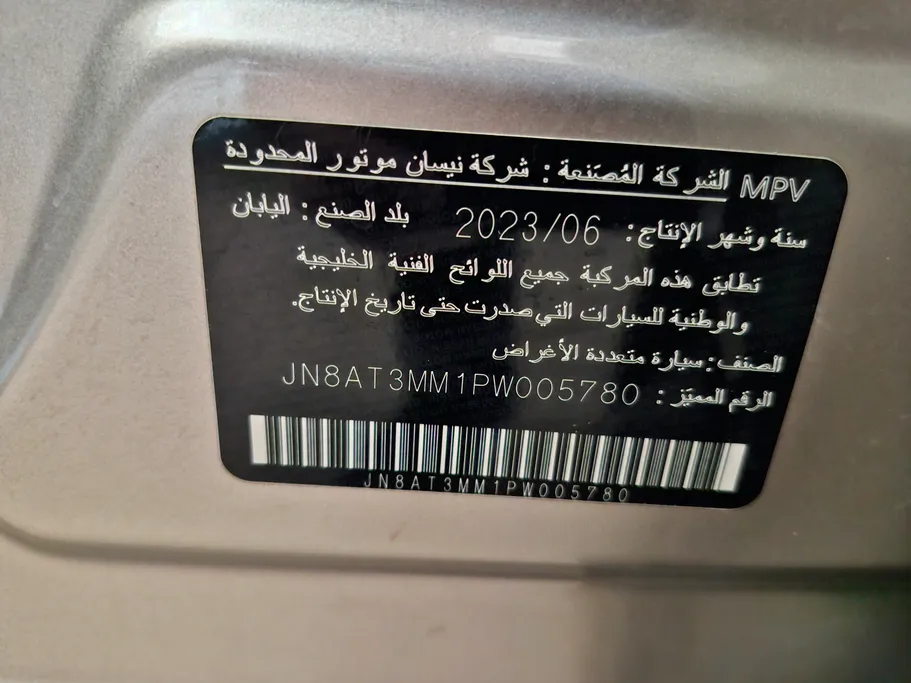 MPV الشركة المُصَنعة : شركة نيسان موتور المحدودة
سنة وشهر الإنتاج: 2023/06 بلد الصنع : اليابان
تطابق هذه المركبة جميع اللوائح الفنية الخليجية
والوطنية للسيارات التي صدرت حتى تاريخ الإنتاج.
الصنف: سيارة متعددة الأغراض
الرقم المميّز : JN8AT3MM1PW005780
JN8AT3MM1PW005780